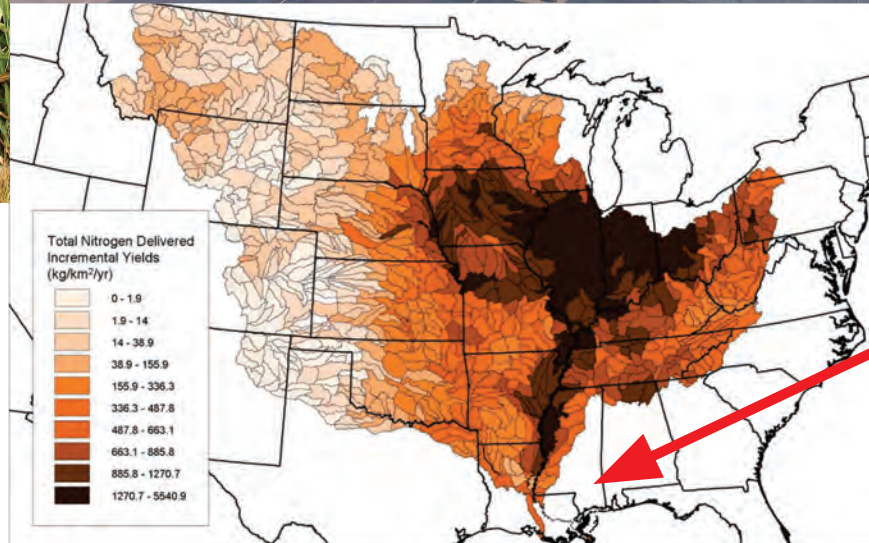 Total Nitrogen Delivered
Incremental Yields
(kg/km²/yr)
0 - 1.9
1.9 - 14
14 - 38.9
38.9 - 155.9
155.9 - 336.3
336.3 - 487.8
487.8 - 663.1
663.1 - 885.8
885.8 - 1270.7
1270.7 - 5540.9